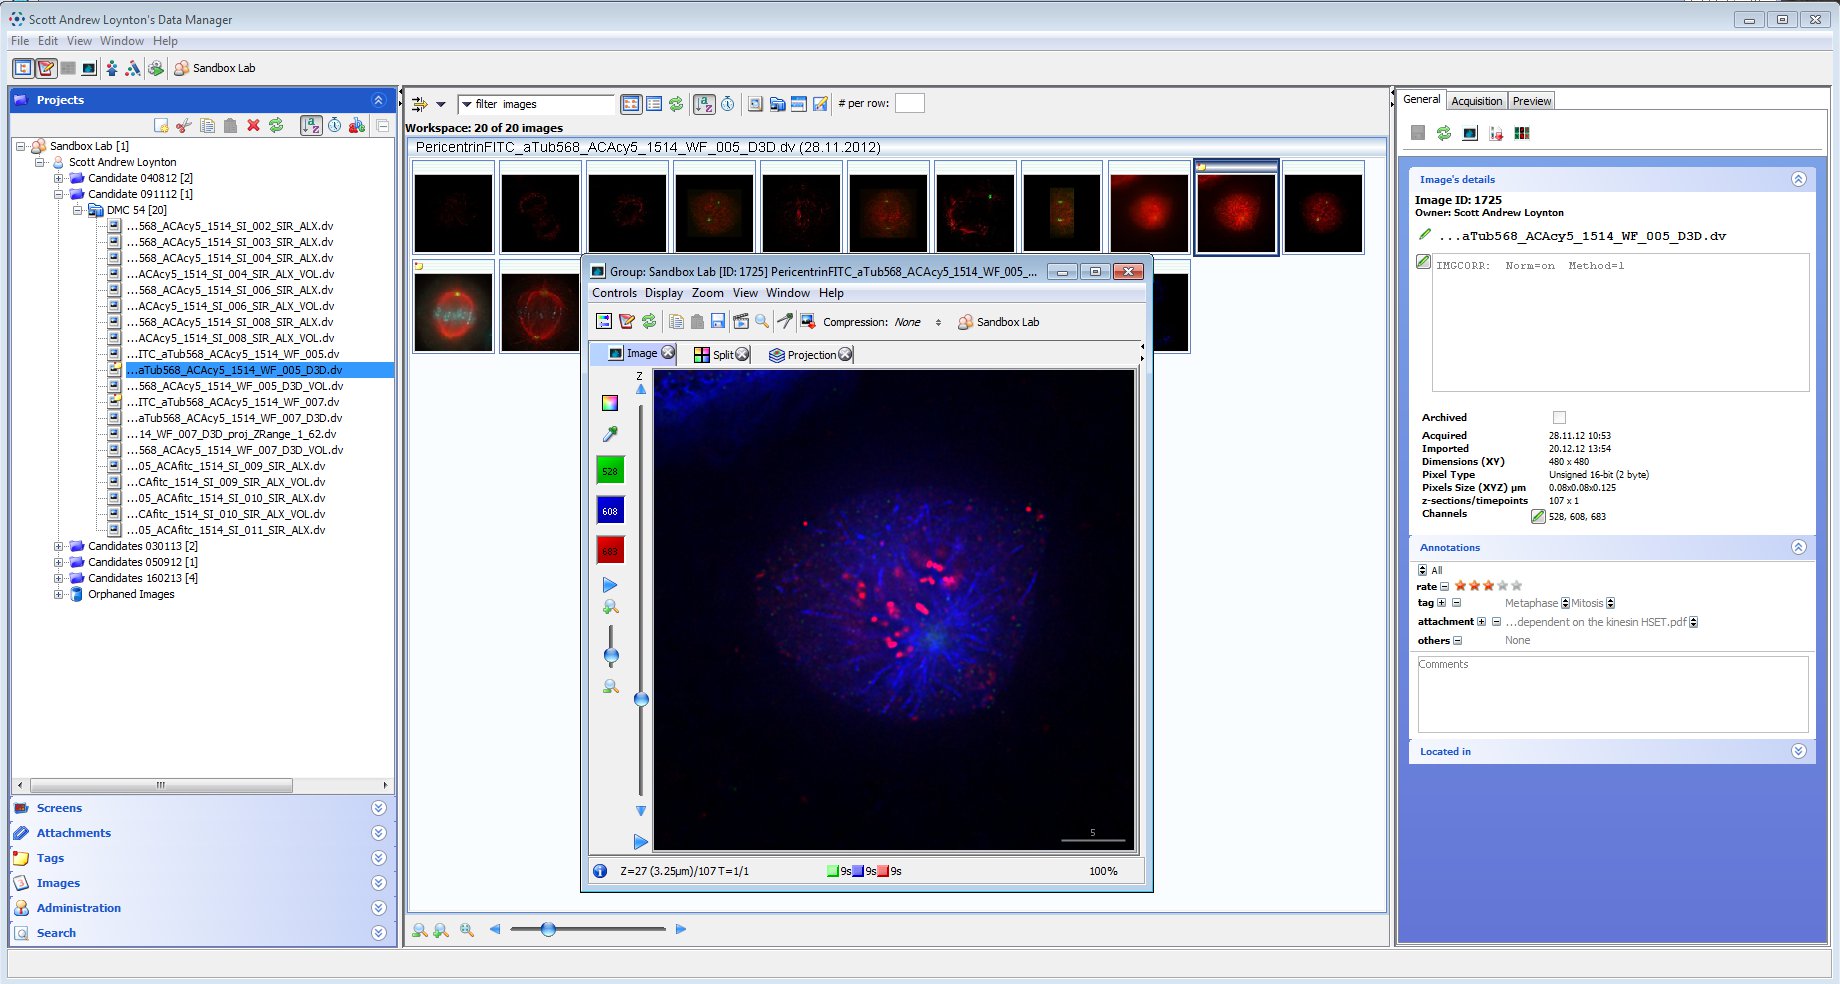 Scott Andrew Loynton's Data Manager
File Edit View Window Help
Sandbox Lab
Projects
Sandbox Lab [1]
Scott Andrew Loynton
Candidate 040812 [2]
Candidate 091112 [1]
DMC 54 [20]
...568_ACAcy5_1514_SI_002_SIR_ALX.dv
...568_ACAcy5_1514_SI_003_SIR_ALX.dv
...568_ACAcy5_1514_SI_004_SIR_ALX.dv
...ACAcy5_1514_SI_004_SIR_ALX_VOL.dv
...568_ACAcy5_1514_SI_006_SIR_ALX.dv
...ACAcy5_1514_SI_006_SIR_ALX_VOL.dv
...568_ACAcy5_1514_SI_008_SIR_ALX.dv
...ACAcy5_1514_SI_008_SIR_ALX_VOL.dv
...ITC_aTub568_ACAcy5_1514_WF_005.dv
...aTub568_ACAcy5_1514_WF_005_D3D.dv
...568_ACAcy5_1514_WF_005_D3D_VOL.dv
...ITC_aTub568_ACAcy5_1514_WF_007.dv
...aTub568_ACAcy5_1514_WF_007_D3D.dv
...14_WF_007_D3D_proj_ZRange_1_62.dv
...568_ACAcy5_1514_WF_007_D3D_VOL.dv
...05_ACAfitc_1514_SI_009_SIR_ALX.dv
...CAfitc_1514_SI_009_SIR_ALX_VOL.dv
...05_ACAfitc_1514_SI_010_SIR_ALX.dv
...CAfitc_1514_SI_010_SIR_ALX_VOL.dv
...05_ACAfitc_1514_SI_011_SIR_ALX.dv
Candidates 030113 [2]
Candidates 050912 [1]
Candidates 160213 [4]
Orphaned Images
Screens
Attachments
Tags
Images
Administration
Search
filter images
# per row:
Workspace: 20 of 20 images
PericentrinFITC_aTub568_ACAcy5_1514_WF_005_D3D.dv (28.11.2012)
Group: Sandbox Lab [ID: 1725] PericentrinFITC_aTub568_ACAcy5_1514_WF_005_...
Controls Display Zoom View Window Help
Compression: None Sandbox Lab
Image Split Projection
Z
528
608
683
5
Z=27 (3.25µm)/107 T=1/1 9s 9s 9s 100%
General Acquisition Preview
Image's details
Image ID: 1725
Owner: Scott Andrew Loynton
...aTub568_ACAcy5_1514_WF_005_D3D.dv
IMGCORR: Norm=on Method=1
Archived
Acquired 28.11.12 10:53
Imported 20.12.12 13:54
Dimensions (XY) 480 x 480
Pixel Type Unsigned 16-bit (2 byte)
Pixels Size (XYZ) µm 0.08x0.08x0.125
z-sections/timepoints 107 x 1
Channels 528, 608, 683
Annotations
All
rate
tag Metaphase Mitosis
attachment ...dependent on the kinesin HSET.pdf
others None
Comments
Located in